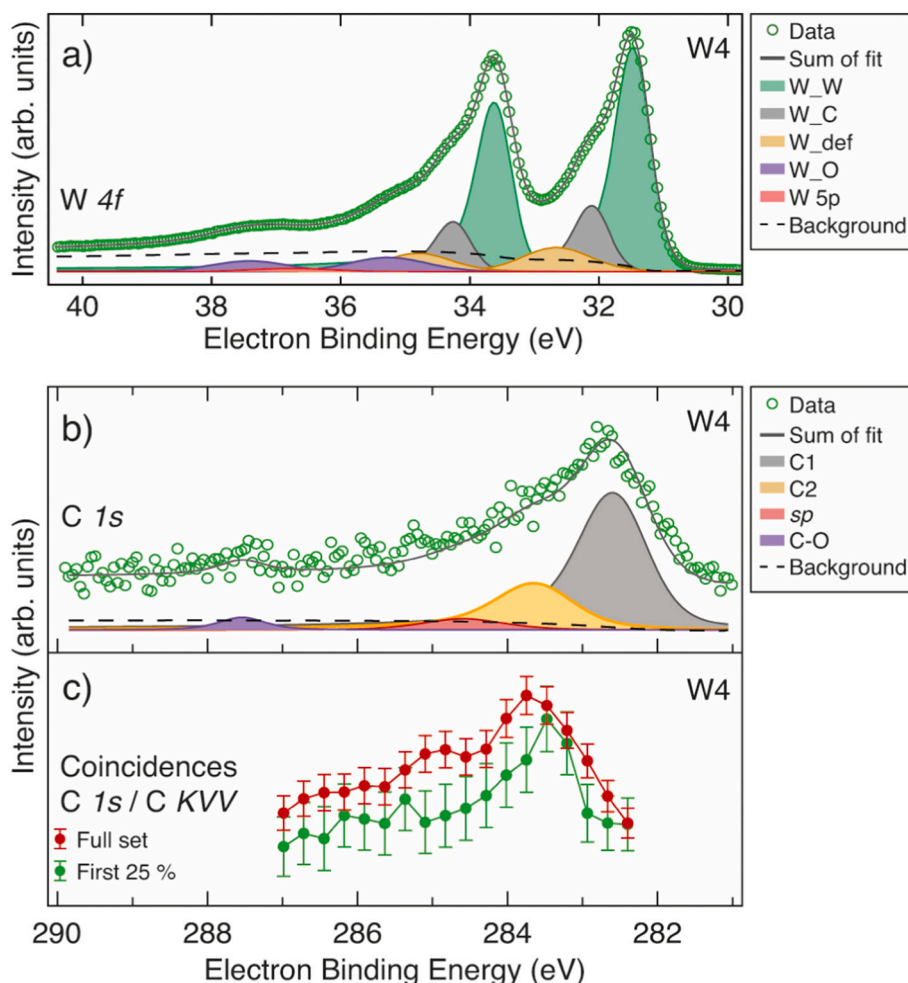 a)
W4
W 4f
Intensity (arb. units)
40 38 36 34 32 30
Electron Binding Energy (eV)
Data
Sum of fit
W_W
W_C
W_def
W_O
W 5p
Background
b)
W4
C 1s
Intensity (arb. units)
Data
Sum of fit
C1
C2
sp
C-O
Background
c)
W4
Coincidences
C 1s / C KVV
Full set
First 25 %
290 288 286 284 282
Electron Binding Energy (eV)